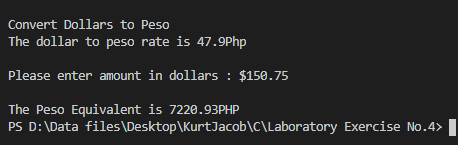 Convert Dollars to Peso
The dollar to peso rate is 47.9Php
Please enter amount in dollars : $150.75
The Peso Equivalent is 7220.93PHP
PS D:\Data files\Desktop\KurtJacob\C\Laboratory Exercise No.4>